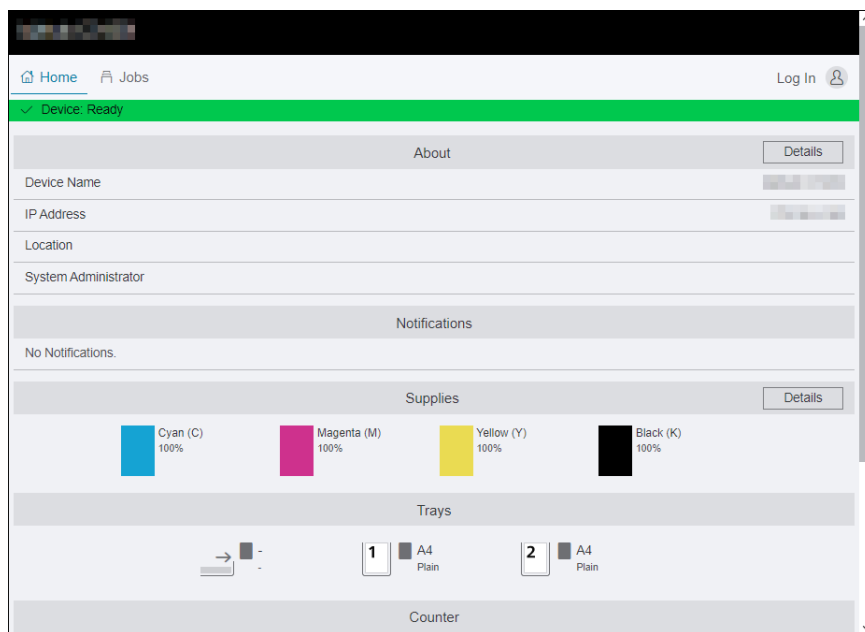 Home Jobs Log In
Device: Ready
About Details
Device Name
IP Address
Location
System Administrator
Notifications
No Notifications.
Supplies Details
Cyan (C) Magenta (M) Yellow (Y) Black (K)
100% 100% 100% 100%
Trays
- 1 A4 2 A4
- Plain Plain
Counter